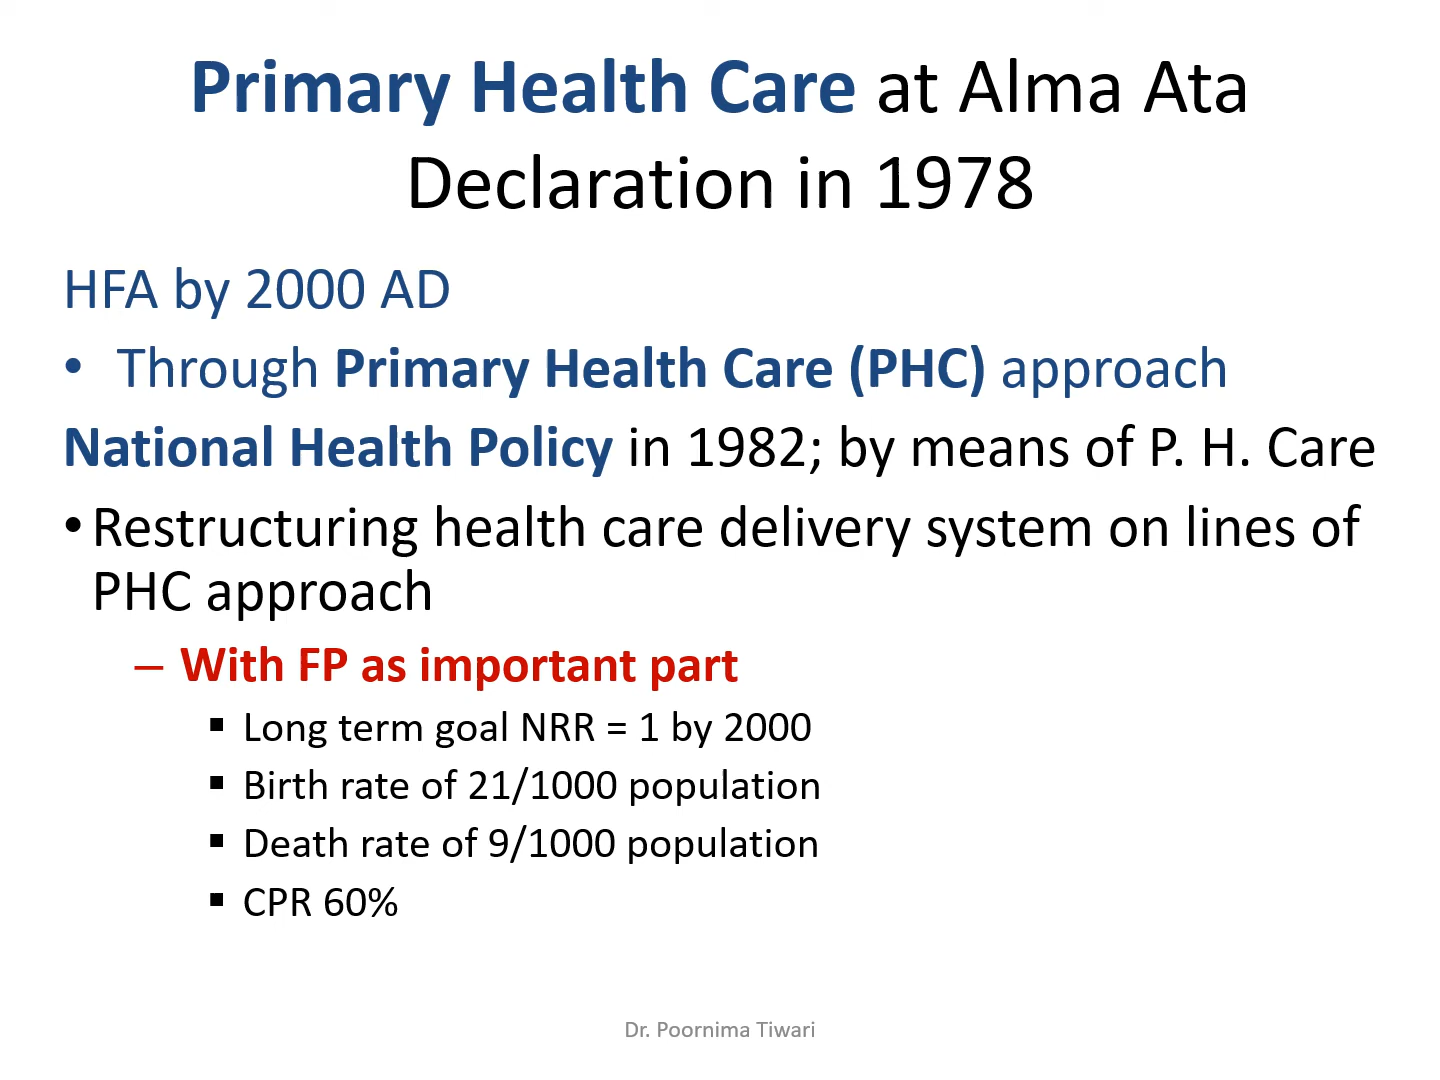 Primary Health Care at Alma Ata
Declaration in 1978
HFA by 2000 AD
• Through Primary Health Care (PHC) approach
National Health Policy in 1982; by means of P. H. Care
• Restructuring health care delivery system on lines of
PHC approach
– With FP as important part
▪ Long term goal NRR = 1 by 2000
▪ Birth rate of 21/1000 population
▪ Death rate of 9/1000 population
▪ CPR 60%
Dr. Poornima Tiwari